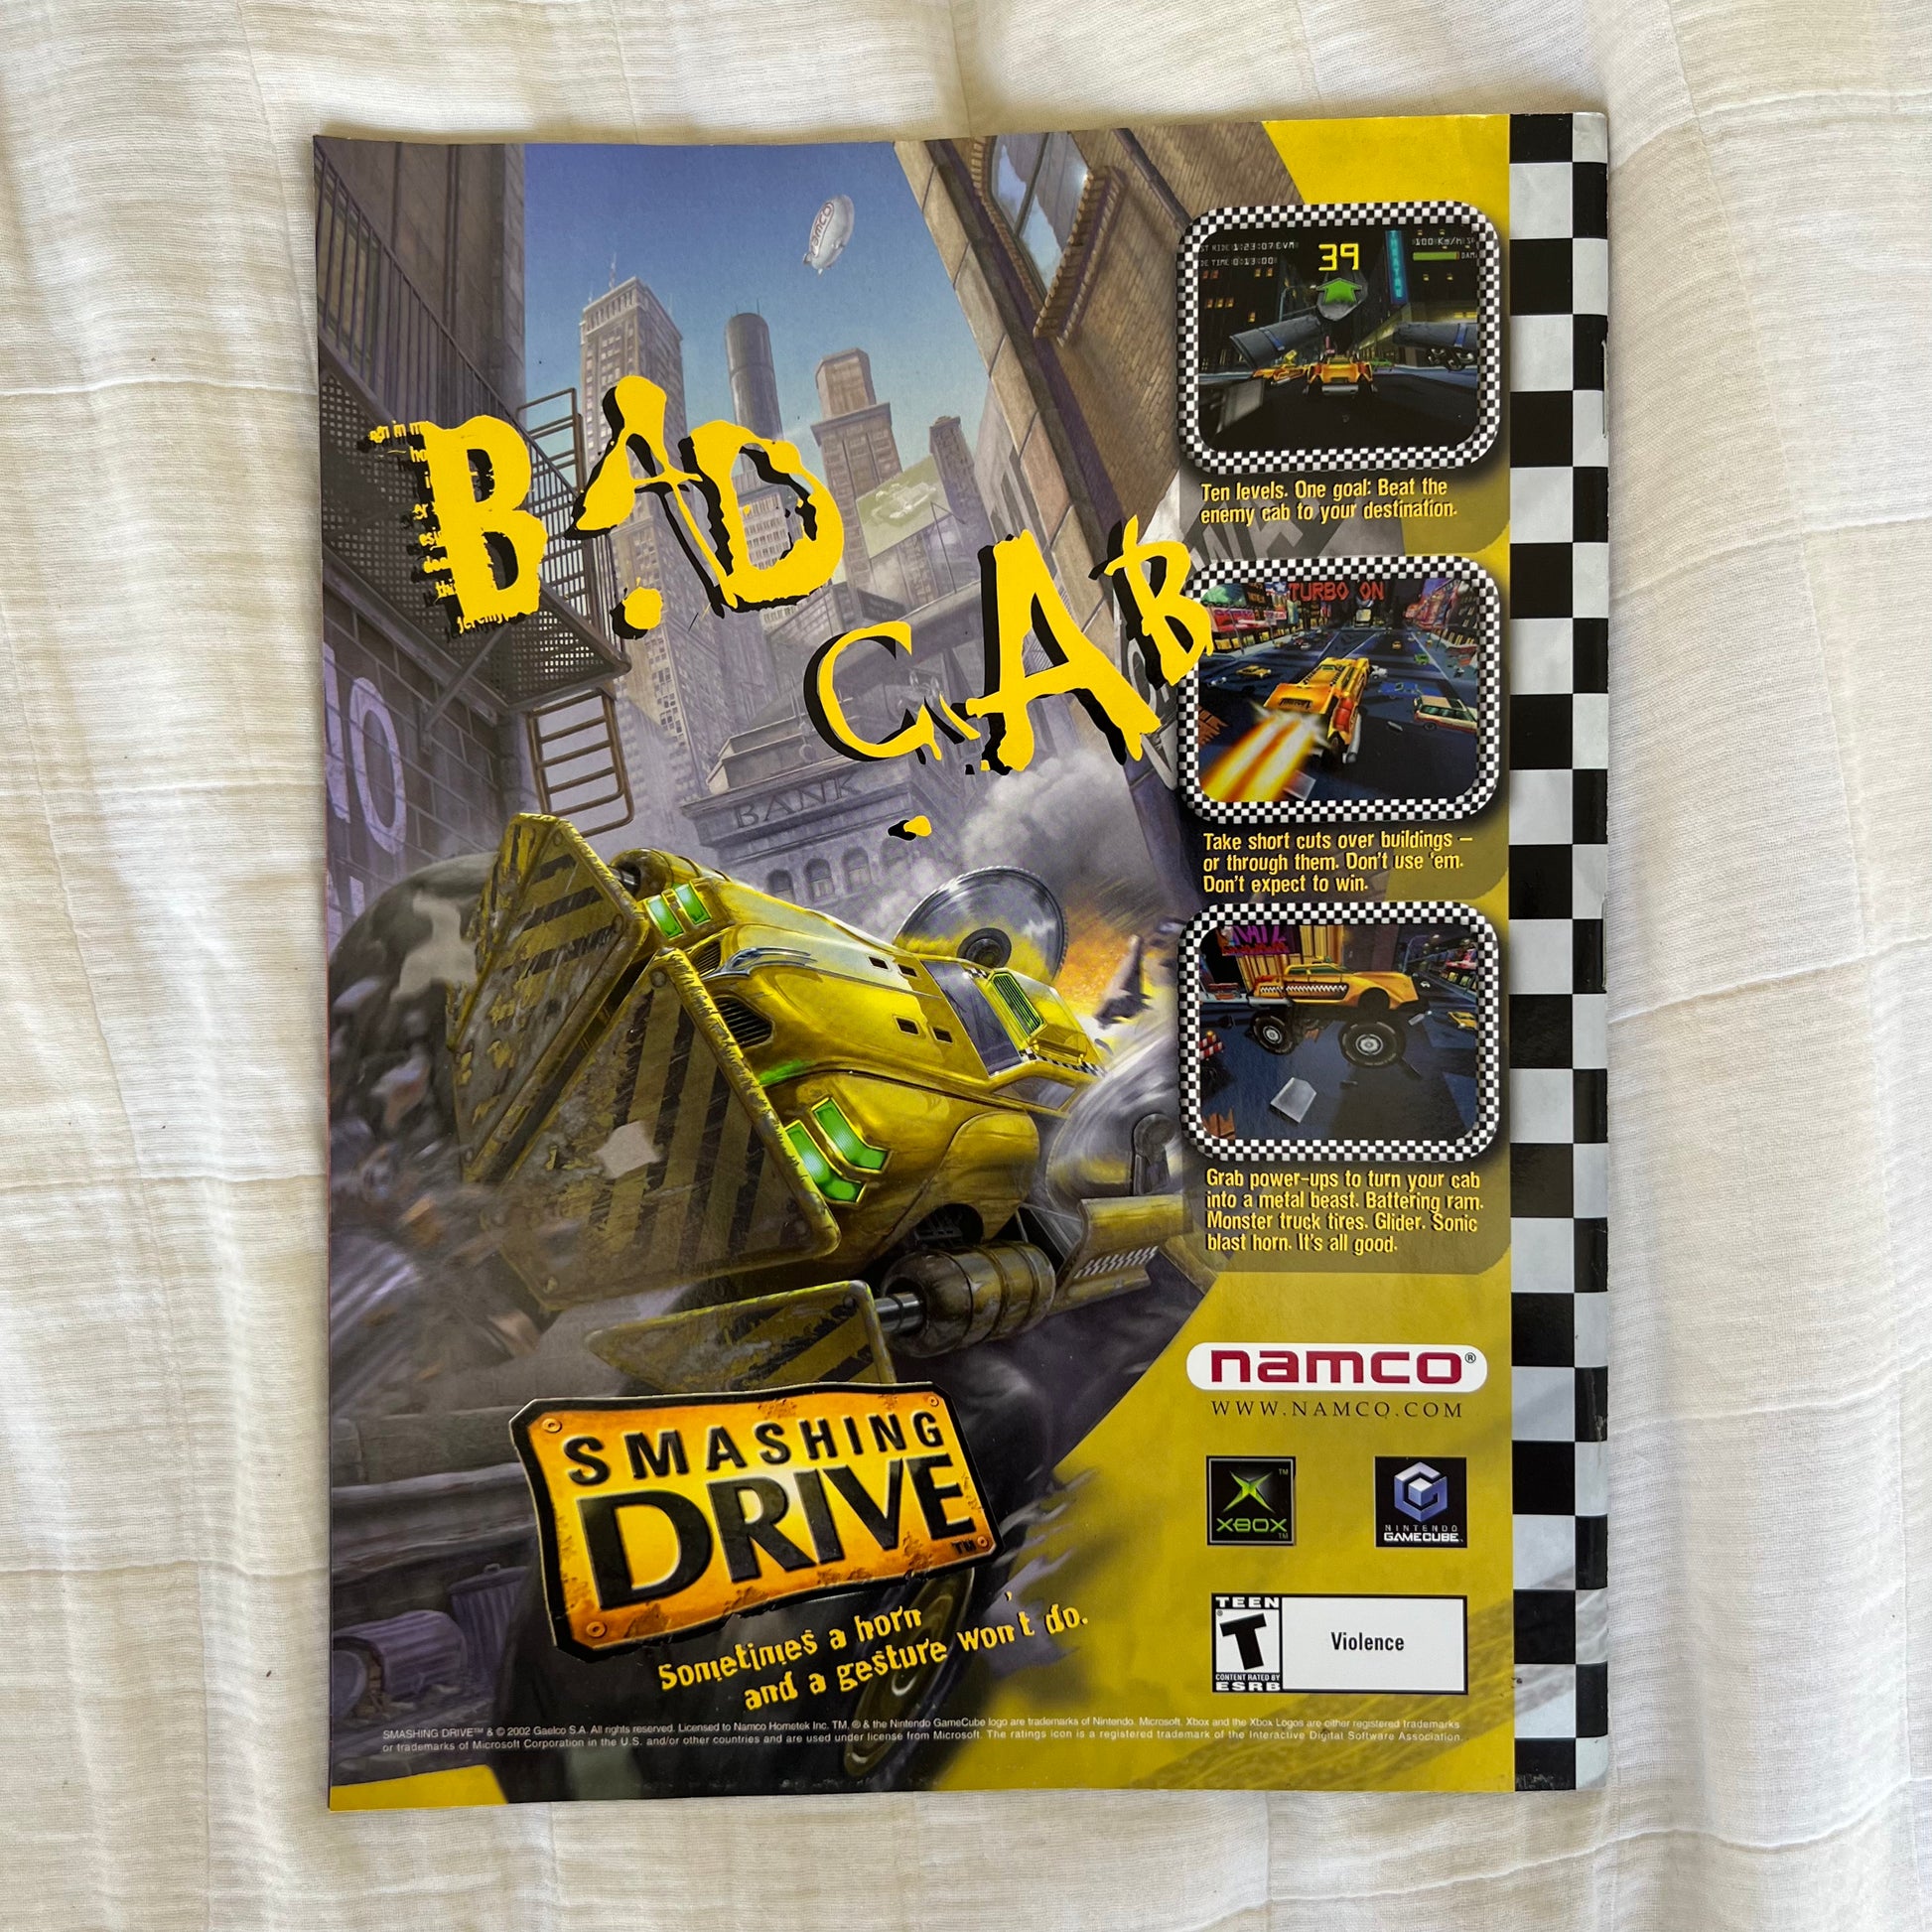 namco
BAD
CAB
jeremy
BANK
39
100 Km/H
Ten levels. One goal: Beat the
enemy cab to your destination.
TURBO ON
Take short cuts over buildings –
or through them. Don't use 'em.
Don't expect to win.
Grab power-ups to turn your cab
into a metal beast. Battering ram.
Monster truck tires. Glider. Sonic
blast horn. It's all good.
namco®
WWW.NAMCO.COM
XBOX™
NINTENDO
GAMECUBE™
TEEN
T
CONTENT RATED BY
ESRB
Violence
SMASHING
DRIVE™
Sometimes a horn
and a gesture won't do.
SMASHING DRIVE™ & © 2002 Gaelco S.A. All rights reserved. Licensed to Namco Hometek Inc. TM, ® & the Nintendo GameCube logo are trademarks of Nintendo. Microsoft, Xbox and the Xbox Logos are either registered trademarks
or trademarks of Microsoft Corporation in the U.S. and/or other countries and are used under license from Microsoft. The ratings icon is a registered trademark of the Interactive Digital Software Association.